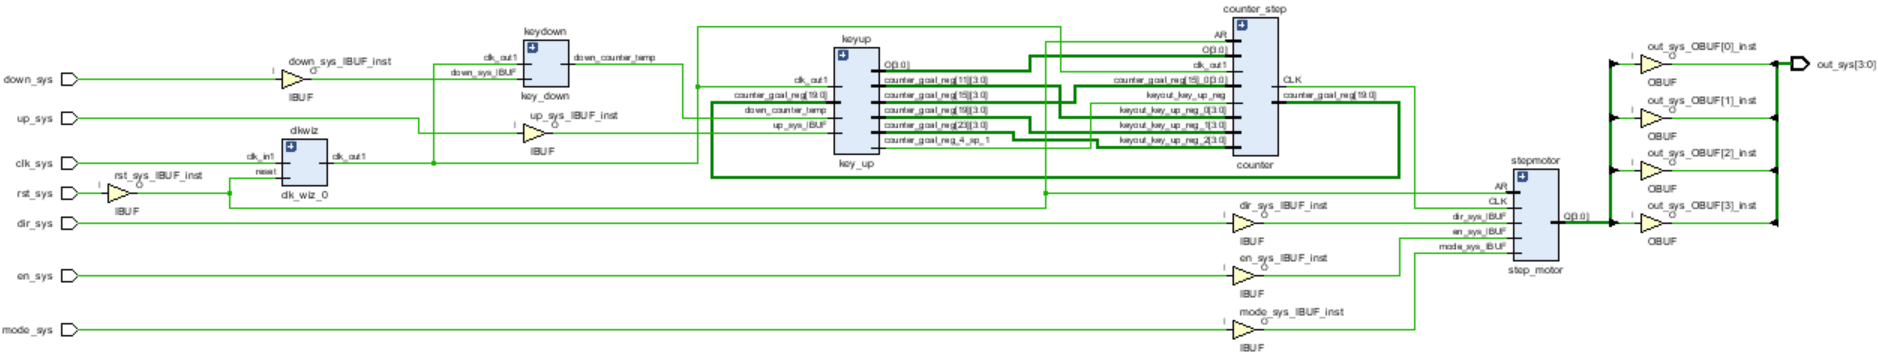 down_sys
up_sys
clk_sys
rst_sys
dir_sys
en_sys
mode_sys
I
rst_sys_IBUF_inst
O
IBUF
clkwiz
clk_in1
reset
clk_out1
clk_wiz_0
I
down_sys_IBUF_inst
O
IBUF
keydown
clk_out1
down_sys_IBUF
down_counter_temp
key_down
I
up_sys_IBUF_inst
O
IBUF
keyup
clk_out1
counter_goal_reg[19:0]
down_counter_temp
up_sys_IBUF
O[3:0]
counter_goal_reg[11][3:0]
counter_goal_reg[15][3:0]
counter_goal_reg[19][3:0]
counter_goal_reg[23][3:0]
counter_goal_reg_4_sp_1
key_up
counter_step
AR
O[3:0]
clk_out1
counter_goal_reg[15]_0[3:0]
keyout_key_up_reg
keyout_key_up_reg_0[3:0]
keyout_key_up_reg_1[3:0]
keyout_key_up_reg_2[3:0]
CLK
counter_goal_reg[19:0]
counter
I
dir_sys_IBUF_inst
O
IBUF
I
en_sys_IBUF_inst
O
IBUF
I
mode_sys_IBUF_inst
O
IBUF
stepmotor
AR
CLK
dir_sys_IBUF
en_sys_IBUF
mode_sys_IBUF
Q[3:0]
step_motor
I
out_sys_OBUF[0]_inst
O
OBUF
I
out_sys_OBUF[1]_inst
O
OBUF
I
out_sys_OBUF[2]_inst
O
OBUF
I
out_sys_OBUF[3]_inst
O
OBUF
out_sys[3:0]